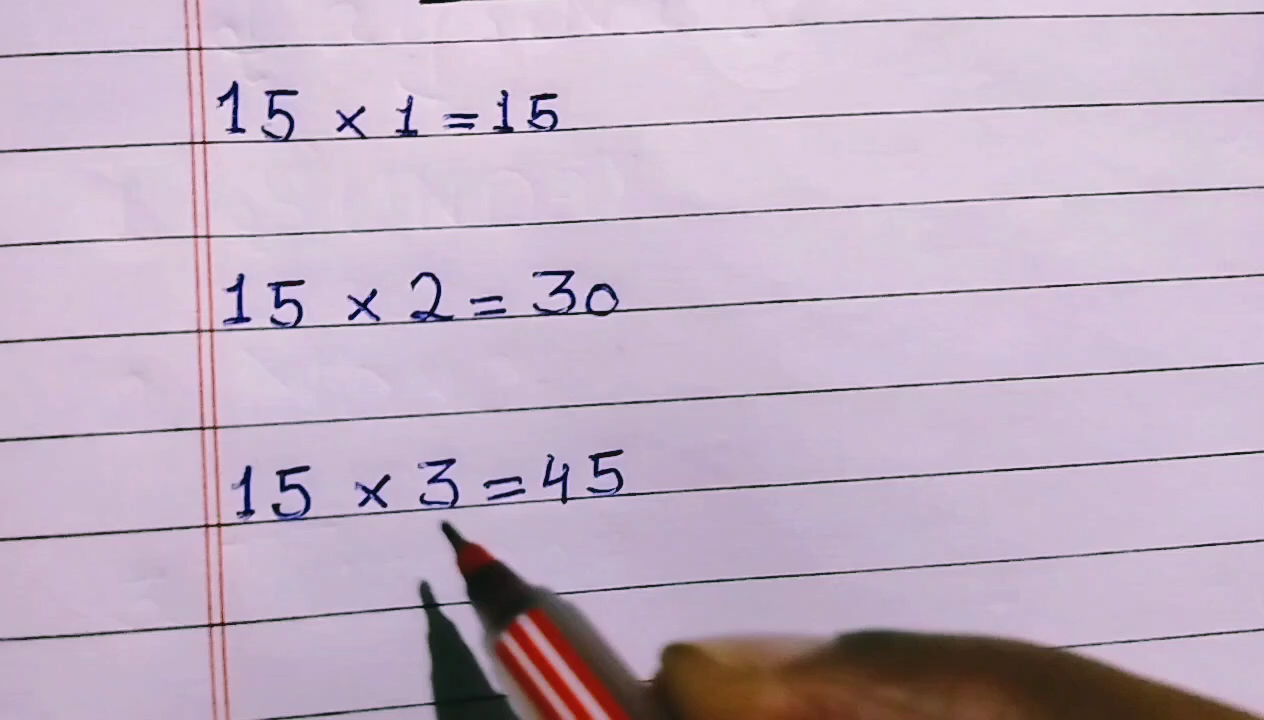 15 × 1 = 15
15 × 2 = 30
15 × 3 = 45